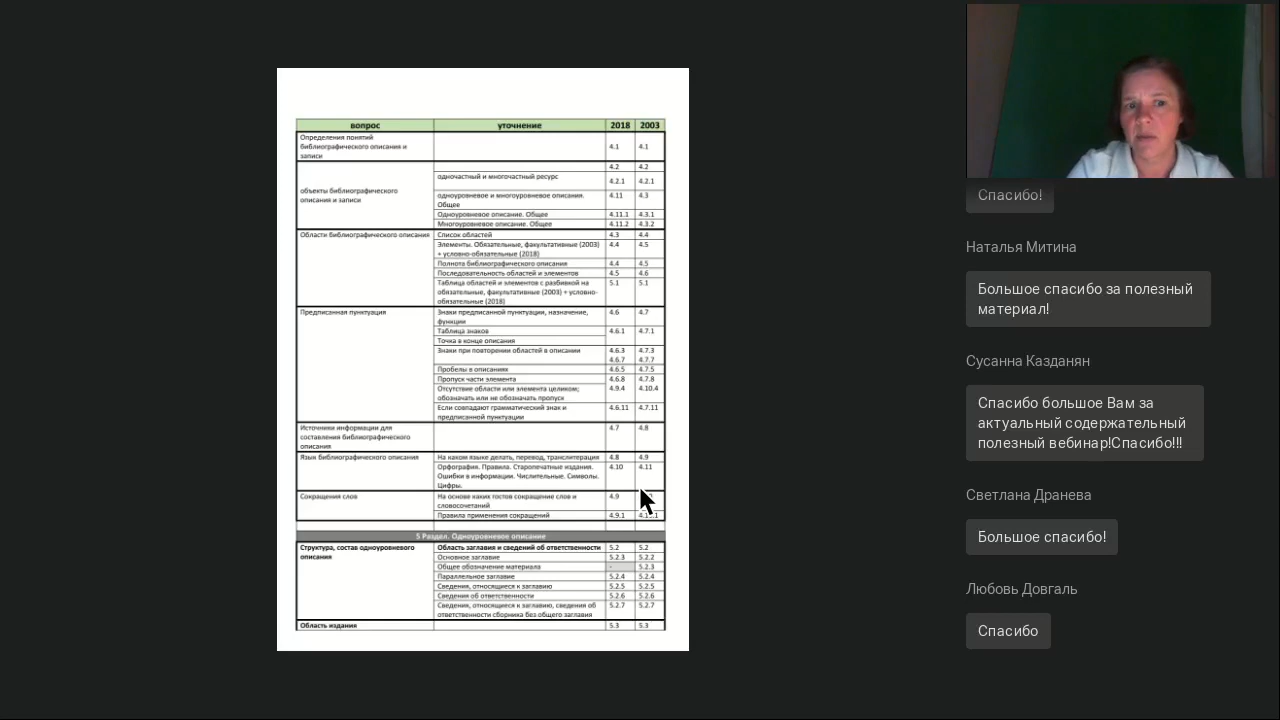 вопрос уточнение 2018 2003
Определения понятий
библиографического описания и 4.1 4.1
записи
4.2 4.2
одночастный и многочастный ресурс 4.2.1 4.2.1
объекты библиографического
описания и записи
одноуровневое и многоуровневое описания. 4.11 4.3
Общее
Одноуровневое описание. Общее 4.11.1 4.3.1
Многоуровневое описание. Общее 4.11.2 4.3.2
Области библиографического описания Список областей 4.3 4.4
Элементы. Обязательные, факультативные (2003) 4.4 4.5
+ условно-обязательные (2018)
Полнота библиографического описания 4.4 4.5
Последовательность областей и элементов 4.5 4.6
Таблица областей и элементов с разбивкой на 5.1 5.1
обязательные, факультативные (2003) + условно-
обязательные (2018)
Предписанная пунктуация Знаки предписанной пунктуации, назначение, 4.6 4.7
функции
Таблица знаков 4.6.1 4.7.1
Точка в конце описания
Знаки при повторении областей в описании 4.6.3 4.7.3
4.6.7 4.7.7
Пробелы в описаниях 4.6.5 4.7.5
Пропуск части элемента 4.6.8 4.7.8
Отсутствие области или элемента целиком; 4.9.4 4.10.4
обозначать или не обозначать пропуск
Если совпадают грамматический знак и 4.6.11 4.7.11
предписанной пунктуации
Источники информации для 4.7 4.8
составления библиографического
описания
Язык библиографического описания На каком языке делать, перевод, транслитерация 4.8 4.9
Орфография. Правила. Старопечатные издания. 4.10 4.11
Ошибки в информации. Числительные. Символы.
Цифры.
Сокращения слов На основе каких гостов сокращение слов и 4.9
словосочетаний
Правила применения сокращений 4.9.1
5 Раздел. Одноуровневое описание
Структура, состав одноуровневого Область заглавия и сведений об ответственности 5.2 5.2
описания Основное заглавие 5.2.3 5.2.2
Общее обозначение материала - 5.2.3
Параллельное заглавие 5.2.4 5.2.4
Сведения, относящиеся к заглавию 5.2.5 5.2.5
Сведения об ответственности 5.2.6 5.2.6
Сведения, относящиеся к заглавию, сведения об 5.2.7 5.2.7
ответственности сборника без общего заглавия
Область издания 5.3 5.3
Спасибо!
Наталья Митина
Большое спасибо за полезный
материал!
Сусанна Казданян
Спасибо большое Вам за
актуальный содержательный
полезный вебинар!Спасибо!!!
Светлана Дранева
Большое спасибо!
Любовь Довгаль
Спасибо